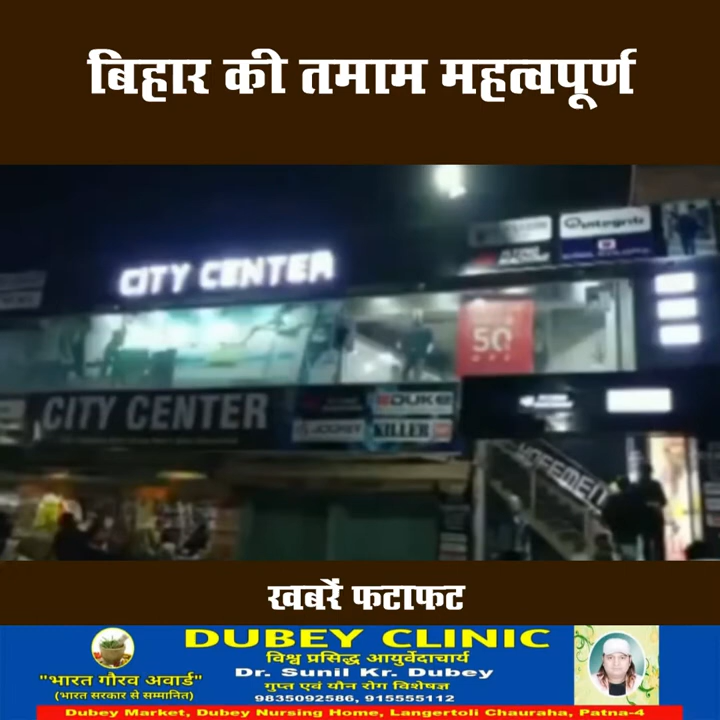 बिहार की तमाम महत्वपूर्ण
CITY CENTER
integriti
50
OFF
CITY CENTER
DUKE
JOCKEY
KILLER
खबरें फटाफट
DUBEY CLINIC
विश्व प्रसिद्ध आयुर्वेदाचार्य
Dr. Sunil Kr. Dubey
गुप्त एवं यौन रोग विशेषज्ञ
9835092586, 915555112
"भारत गौरव अवार्ड"
(भारत सरकार से सम्मानित)
Dubey Market, Dubey Nursing Home, Langertoli Chauraha, Patna-4